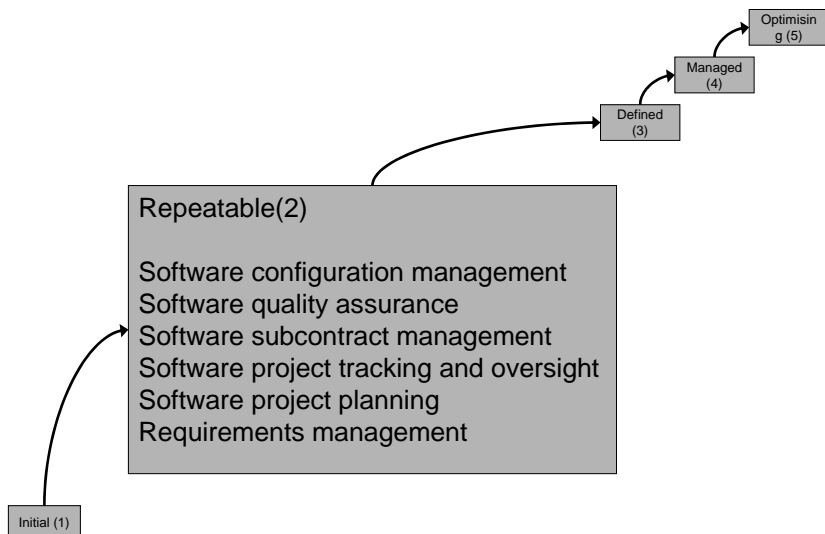 Optimisin
g (5)
Managed
(4)
Defined
(3)
Repeatable(2)
Software configuration management
Software quality assurance
Software subcontract management
Software project tracking and oversight
Software project planning
Requirements management
Initial (1)